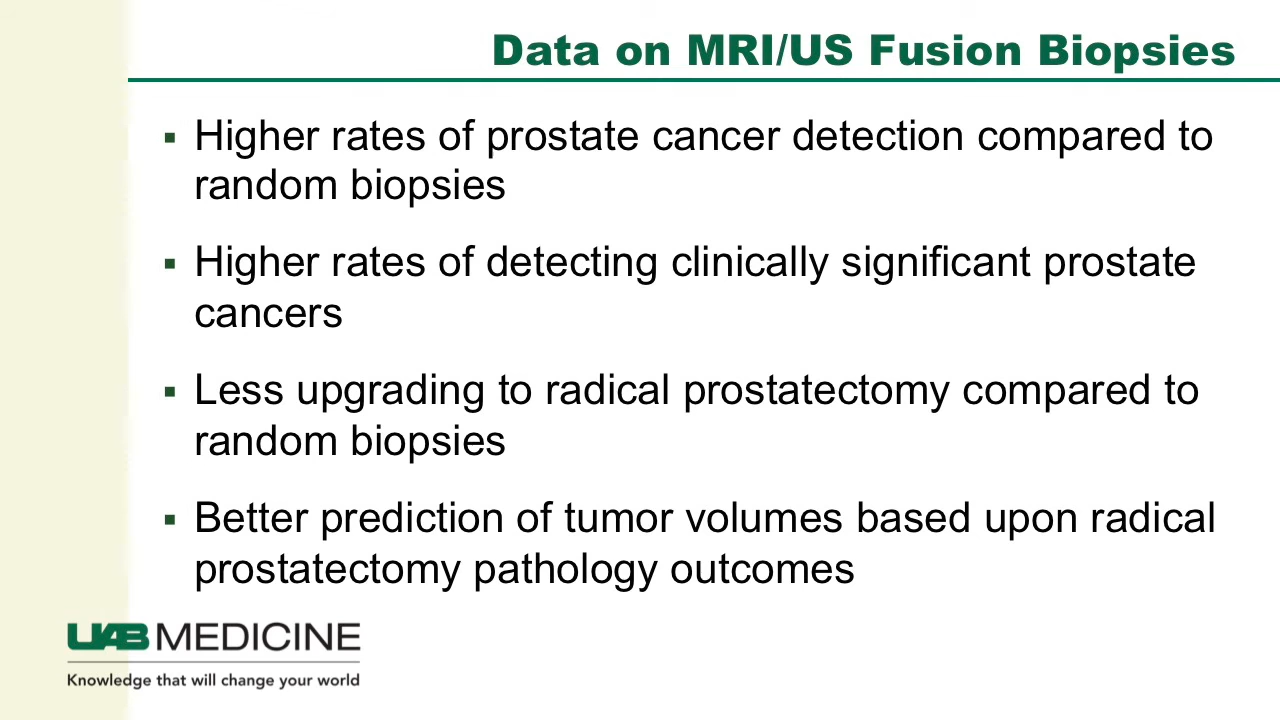 Data on MRI/US Fusion Biopsies
▪ Higher rates of prostate cancer detection compared to
random biopsies
▪ Higher rates of detecting clinically significant prostate
cancers
▪ Less upgrading to radical prostatectomy compared to
random biopsies
▪ Better prediction of tumor volumes based upon radical
prostatectomy pathology outcomes
UAB MEDICINE
Knowledge that will change your world